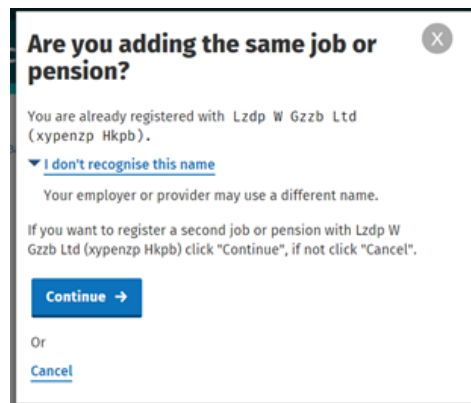 Are you adding the same job or
pension?
X
You are already registered with Lzdp W Gzzb Ltd
(xypenzp Hkpb).
I don't recognise this name
Your employer or provider may use a different name.
If you want to register a second job or pension with Lzdp W
Gzzb Ltd (xypenzp Hkpb) click "Continue", if not click "Cancel".
Continue →
Or
Cancel